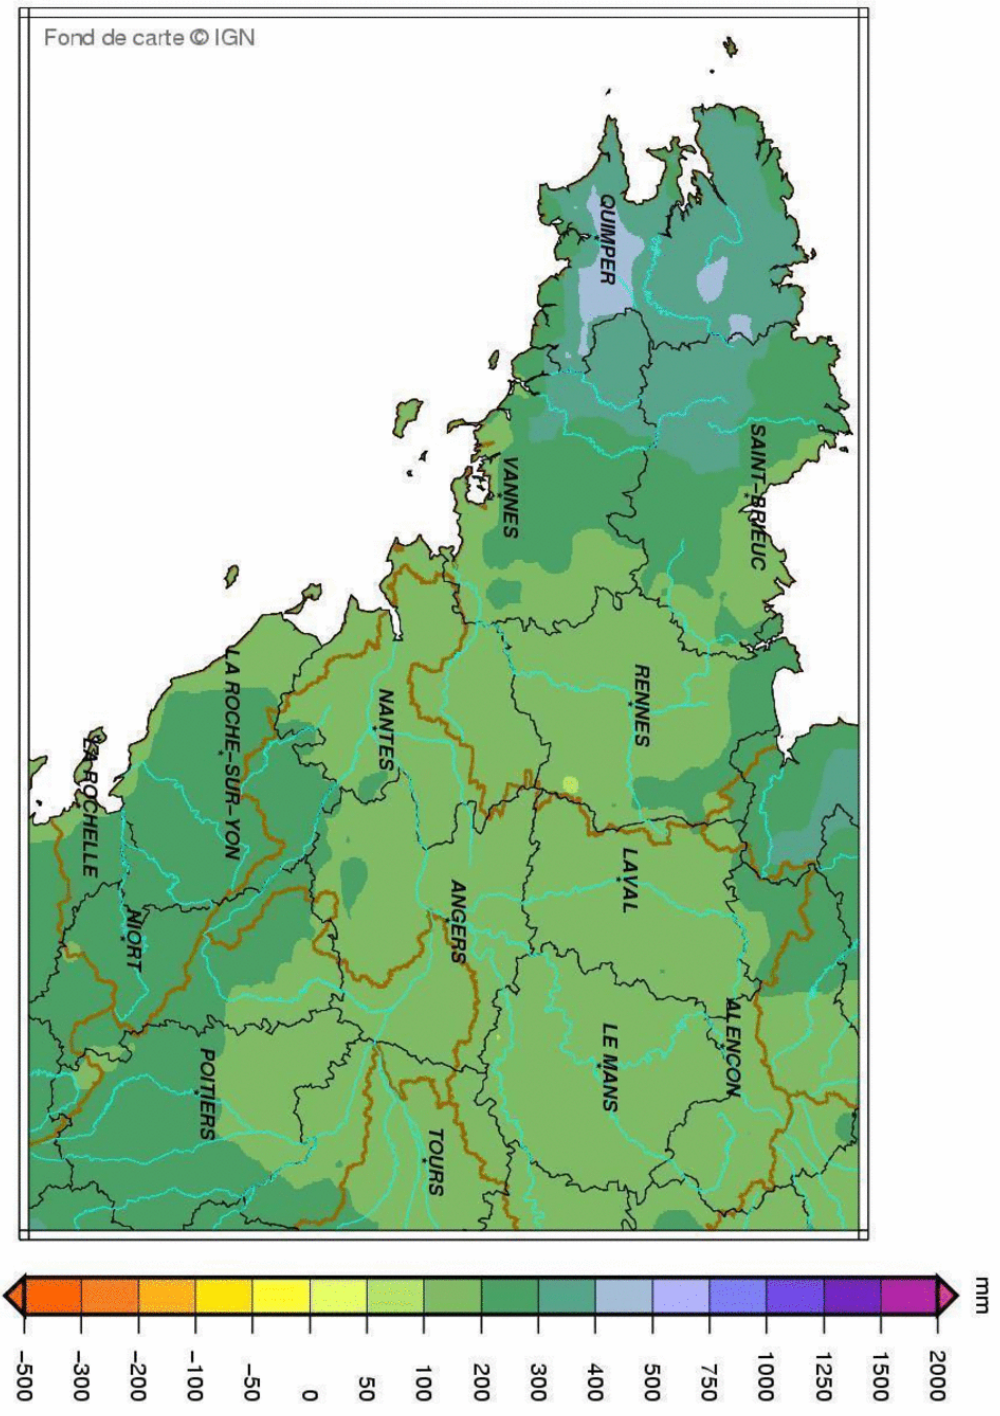 Fond de carte © IGN
QUIMPER
SAINT-BRIEUC
VANNES
RENNES
LA ROCHE-SUR-YON
NANTES
LA ROCHELLE
LAVAL
ANGERS
NIORT
ALENCON
LE MANS
POITIERS
TOURS
mm
-500
-300
-200
-100
-50
0
50
100
200
300
400
500
750
1000
1250
1500
2000